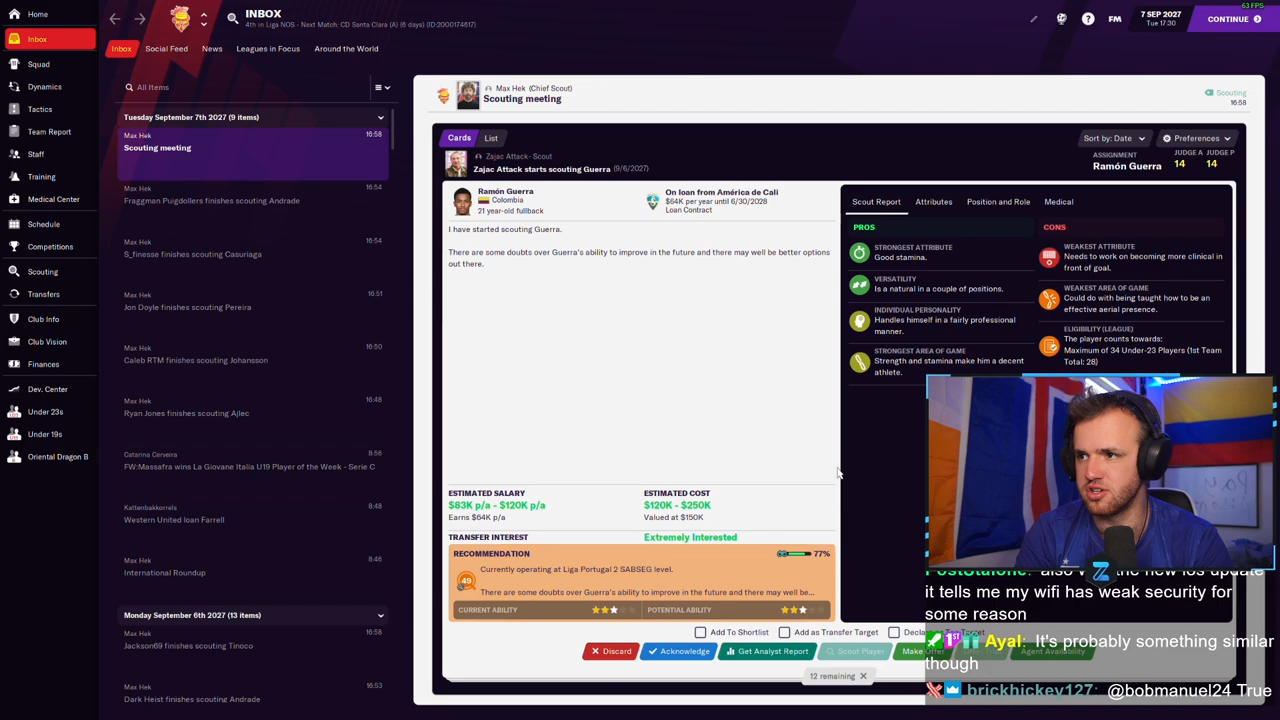 Home
Inbox
Squad
Dynamics
Tactics
Team Report
Staff
Training
Medical Center
Schedule
Competitions
Scouting
Transfers
Club Info
Club Vision
Finances
Dev. Center
Under 23s
Under 19s
Oriental Dragon B
INBOX
4th in Liga NOS - Next Match: CD Santa Clara (A) (6 days) (ID:2000174617)
63 FPS
FM
7 SEP 2027
Tue 17:30
CONTINUE
Inbox
Social Feed
News
Leagues in Focus
Around the World
All Items
Tuesday September 7th 2027 (9 items)
Max Hek
16:58
Scouting meeting
Max Hek
16:54
Fraggman Puigdollers finishes scouting Andrade
Max Hek
16:54
S_finesse finishes scouting Casuriaga
Max Hek
16:51
Jon Doyle finishes scouting Pereira
Max Hek
16:50
Caleb RTM finishes scouting Johansson
Max Hek
16:48
Ryan Jones finishes scouting Ajlec
Catarina Cerveira
8:56
FW:Massafra wins La Giovane Italia U19 Player of the Week - Serie C
Kattenbakkorrels
8:48
Western United loan Farrell
Max Hek
8:46
International Roundup
Monday September 6th 2027 (13 items)
Max Hek
16:58
Jackson69 finishes scouting Tinoco
Max Hek
16:53
Dark Heist finishes scouting Andrade
Max Hek (Chief Scout)
Scouting meeting
Scouting
16:58
Cards
List
Sort by: Date
Preferences
Zajac Attack- Scout
Zajac Attack starts scouting Guerra (9/6/2027)
ASSIGNMENT
Ramón Guerra
JUDGE A
14
JUDGE P
14
Ramón Guerra
Colombia
21 year-old fullback
On loan from América de Cali
$64K per year until 6/30/2028
Loan Contract
I have started scouting Guerra.
There are some doubts over Guerra's ability to improve in the future and there may well be better options
out there.
ESTIMATED SALARY
$83K p/a - $120K p/a
Earns $64K p/a
ESTIMATED COST
$120K - $250K
Valued at $150K
TRANSFER INTEREST
Extremely Interested
RECOMMENDATION
77%
49
Currently operating at Liga Portugal 2 SABSEG level.
There are some doubts over Guerra's ability to improve in the future and there may well be...
CURRENT ABILITY
POTENTIAL ABILITY
Scout Report
Attributes
Position and Role
Medical
PROS
STRONGEST ATTRIBUTE
Good stamina.
VERSATILITY
Is a natural in a couple of positions.
INDIVIDUAL PERSONALITY
Handles himself in a fairly professional
manner.
STRONGEST AREA OF GAME
Strength and stamina make him a decent
athlete.
CONS
WEAKEST ATTRIBUTE
Needs to work on becoming more clinical in
front of goal.
WEAKEST AREA OF GAME
Could do with being taught how to be an
effective aerial presence.
ELIGIBILITY (LEAGUE)
The player counts towards:
Maximum of 34 Under-23 Players (1st Team
Total: 28)
Add To Shortlist
Add as Transfer Target
Discard
Acknowledge
Get Analyst Report
Scout Player
Agent Availability
12 remaining
it tells me my wifi has weak security for
some reason
Ayal: It's probably something similar
though
brickhickey127: @bobmanuel24 True